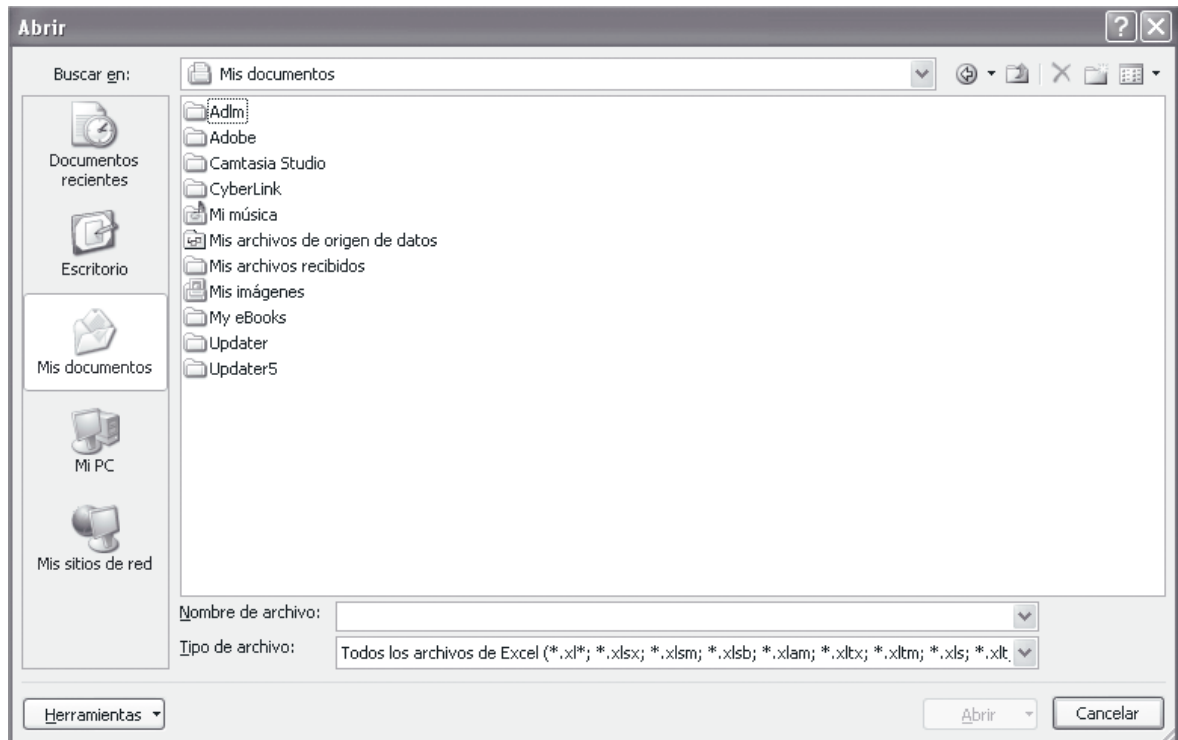 Abrir
Buscar en:
Mis documentos
Documentos
recientes
Escritorio
Mis documentos
Mi PC
Mis sitios de red
Adlm
Adobe
Camtasia Studio
CyberLink
Mi música
Mis archivos de origen de datos
Mis archivos recibidos
Mis imágenes
My eBooks
Updater
Updater5
Nombre de archivo:
Tipo de archivo:
Todos los archivos de Excel (*.xl*; *.xlsx; *.xlsm; *.xlsb; *.xlam; *.xltx; *.xltm; *.xls; *.xlt
Herramientas
Abrir
Cancelar